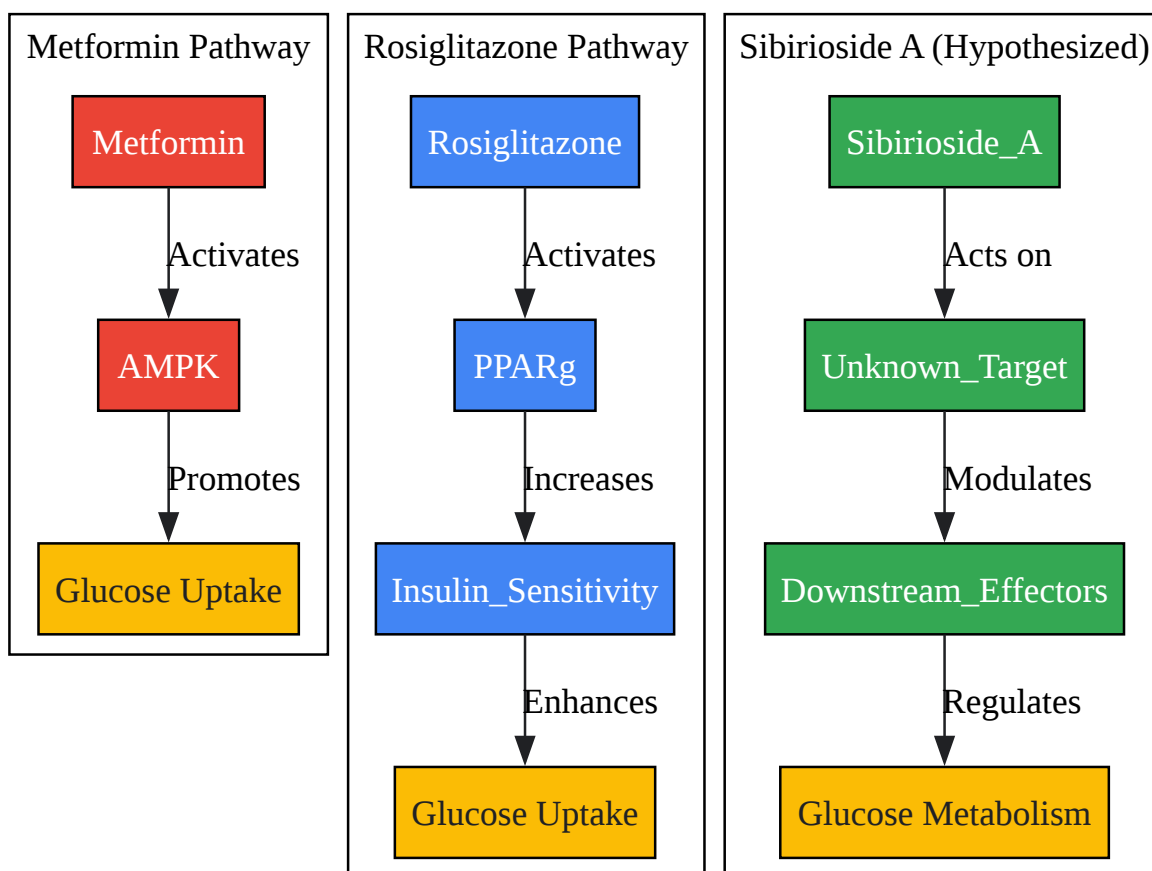 Metformin Pathway
Metformin
Activates
AMPK
Promotes
Glucose Uptake
Rosiglitazone Pathway
Rosiglitazone
Activates
PPARg
Increases
Insulin_Sensitivity
Enhances
Glucose Uptake
Sibirioside A (Hypothesized)
Sibirioside_A
Acts on
Unknown_Target
Modulates
Downstream_Effectors
Regulates
Glucose Metabolism